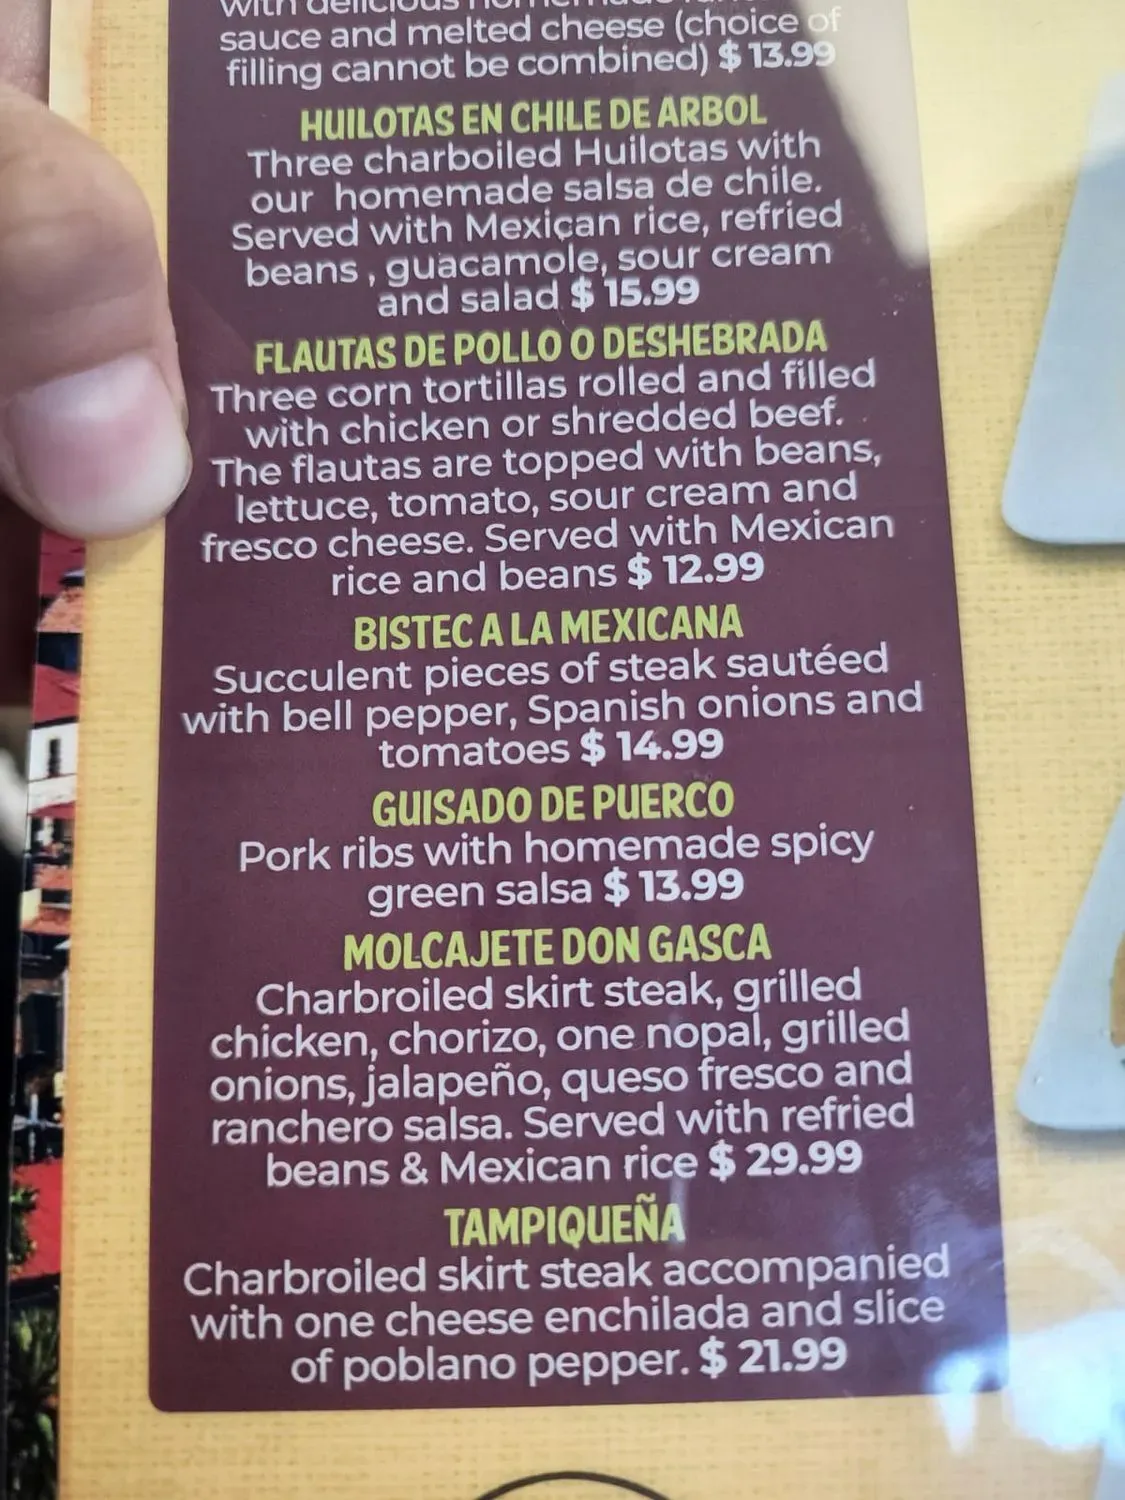 with delicious homemade
sauce and melted cheese (choice of
filling cannot be combined) $ 13.99
HUILOTAS EN CHILE DE ARBOL
Three charboiled Huilotas with
our homemade salsa de chile.
Served with Mexican rice, refried
beans , guacamole, sour cream
and salad $ 15.99
FLAUTAS DE POLLO O DESHEBRADA
Three corn tortillas rolled and filled
with chicken or shredded beef.
The flautas are topped with beans,
lettuce, tomato, sour cream and
fresco cheese. Served with Mexican
rice and beans $ 12.99
BISTEC A LA MEXICANA
Succulent pieces of steak sautéed
with bell pepper, Spanish onions and
tomatoes $ 14.99
GUISADO DE PUERCO
Pork ribs with homemade spicy
green salsa $ 13.99
MOLCAJETE DON GASCA
Charbroiled skirt steak, grilled
chicken, chorizo, one nopal, grilled
onions, jalapeño, queso fresco and
ranchero salsa. Served with refried
beans & Mexican rice $ 29.99
TAMPIQUEÑA
Charbroiled skirt steak accompanied
with one cheese enchilada and slice
of poblano pepper. $ 21.99